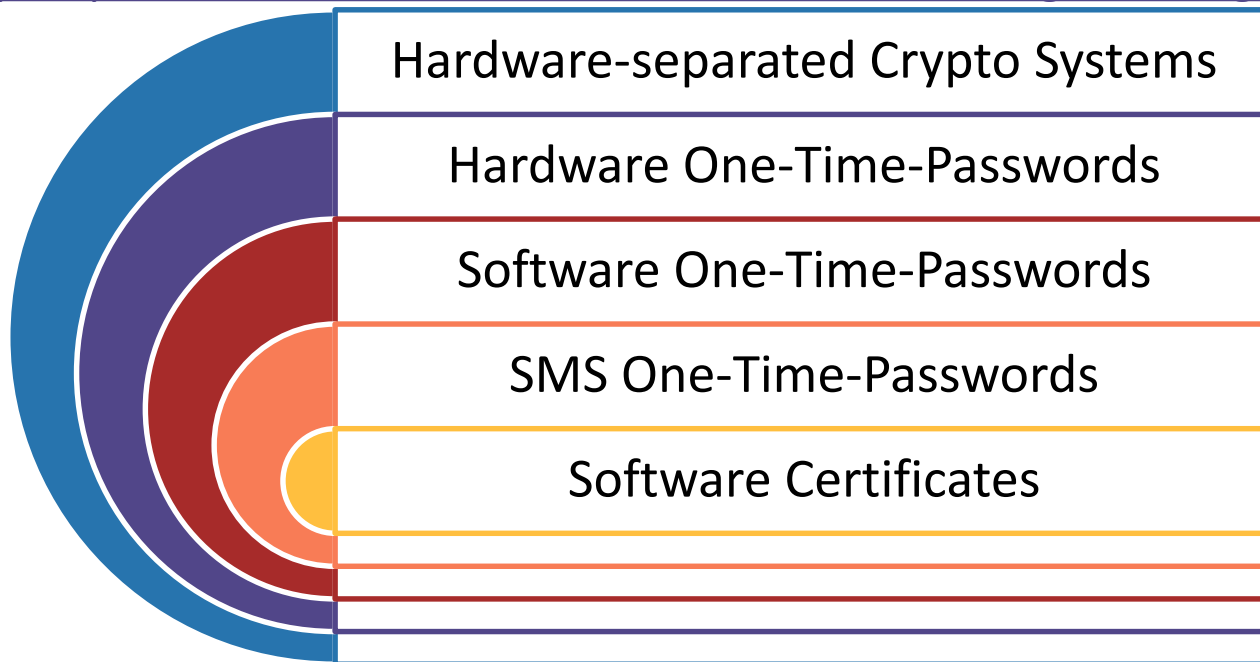 Hardware-separated Crypto Systems
Hardware One-Time-Passwords
Software One-Time-Passwords
SMS One-Time-Passwords
Software Certificates